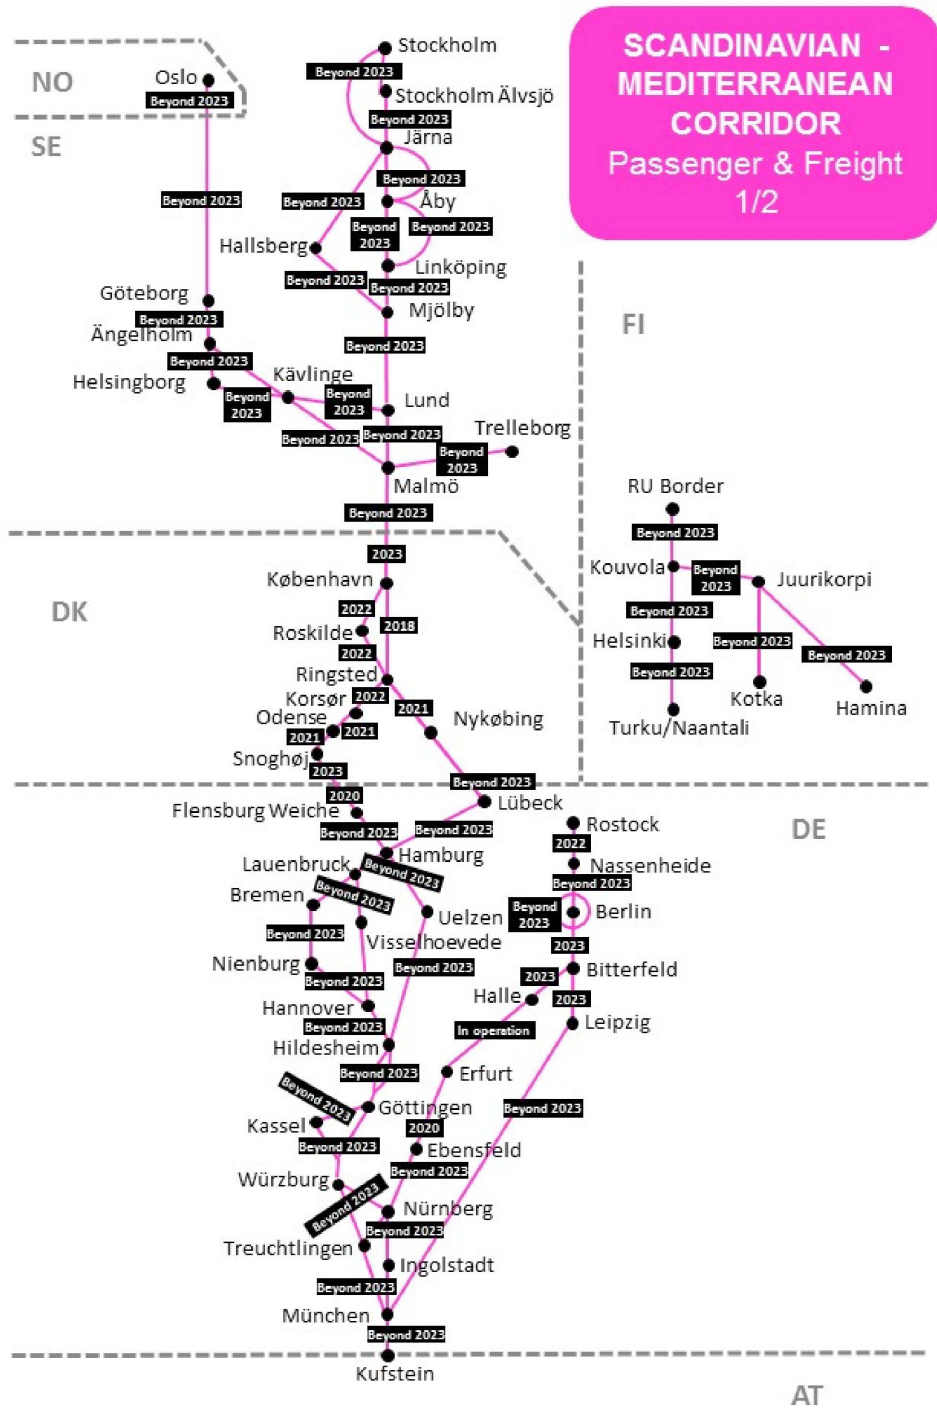 SCANDINAVIAN -
MEDITERRANEAN
CORRIDOR
Passenger & Freight
1/2
NO
Oslo
Beyond 2023
SE
Stockholm
Beyond 2023
Stockholm Älvsjö
Beyond 2023
Järna
Beyond 2023
Beyond 2023
Beyond 2023
Åby
Beyond 2023
Beyond
2023
Hallsberg
Linköping
Beyond 2023
Beyond 2023
Göteborg
Mjölby
Beyond 2023
Ängelholm
Beyond 2023
Beyond 2023
Helsingborg
Kävlinge
Beyond
2023
Beyond
2023
Lund
Beyond 2023
Beyond 2023
Trelleborg
Beyond
2023
Malmö
Beyond 2023
FI
RU Border
Beyond 2023
Kouvola
Beyond
2023
Juurikorpi
Beyond 2023
Helsinki
Beyond 2023
Beyond 2023
Beyond 2023
Kotka
Hamina
Turku/Naantali
DK
2023
København
2022
2018
Roskilde
2022
Ringsted
2022
Korsør
2021
Odense
2021
2021
Nykøbing
Snoghøj
2023
Beyond 2023
DE
2020
Flensburg Weiche
Lübeck
Beyond 2023
Beyond 2023
Rostock
2022
Hamburg
Nassenheide
Lauenbruck
Beyond 2023
Beyond 2023
Bremen
Beyond 2023
Beyond
2023
Berlin
Uelzen
Beyond 2023
Visselhoevede
2023
Nienburg
Beyond 2023
Bitterfeld
Beyond 2023
2023
Halle
2023
Hannover
Beyond 2023
In operation
Leipzig
Hildesheim
Beyond 2023
Erfurt
Beyond 2023
Göttingen
Beyond 2023
Kassel
2020
Beyond 2023
Ebensfeld
Beyond 2023
Würzburg
Beyond 2023
Nürnberg
Beyond 2023
Treuchtlingen
Ingolstadt
Beyond 2023
München
Beyond 2023
Kufstein
AT